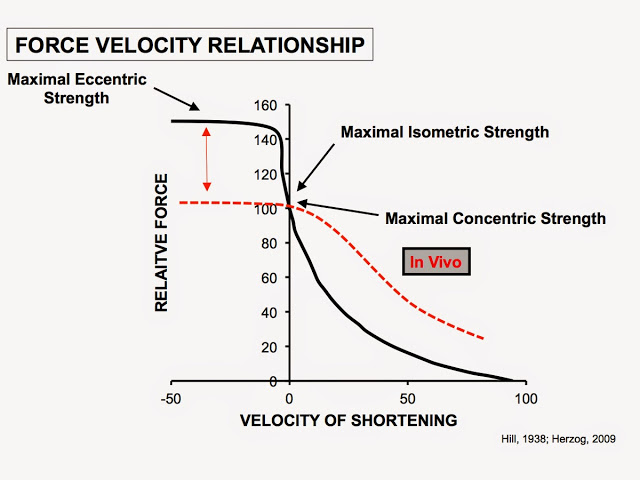 FORCE VELOCITY RELATIONSHIP
Maximal Eccentric
Strength
160
140
120
100
80
60
40
20
0
Maximal Isometric Strength
Maximal Concentric Strength
In Vivo
RELAITVE FORCE
-50
0
50
100
VELOCITY OF SHORTENING
Hill, 1938; Herzog, 2009